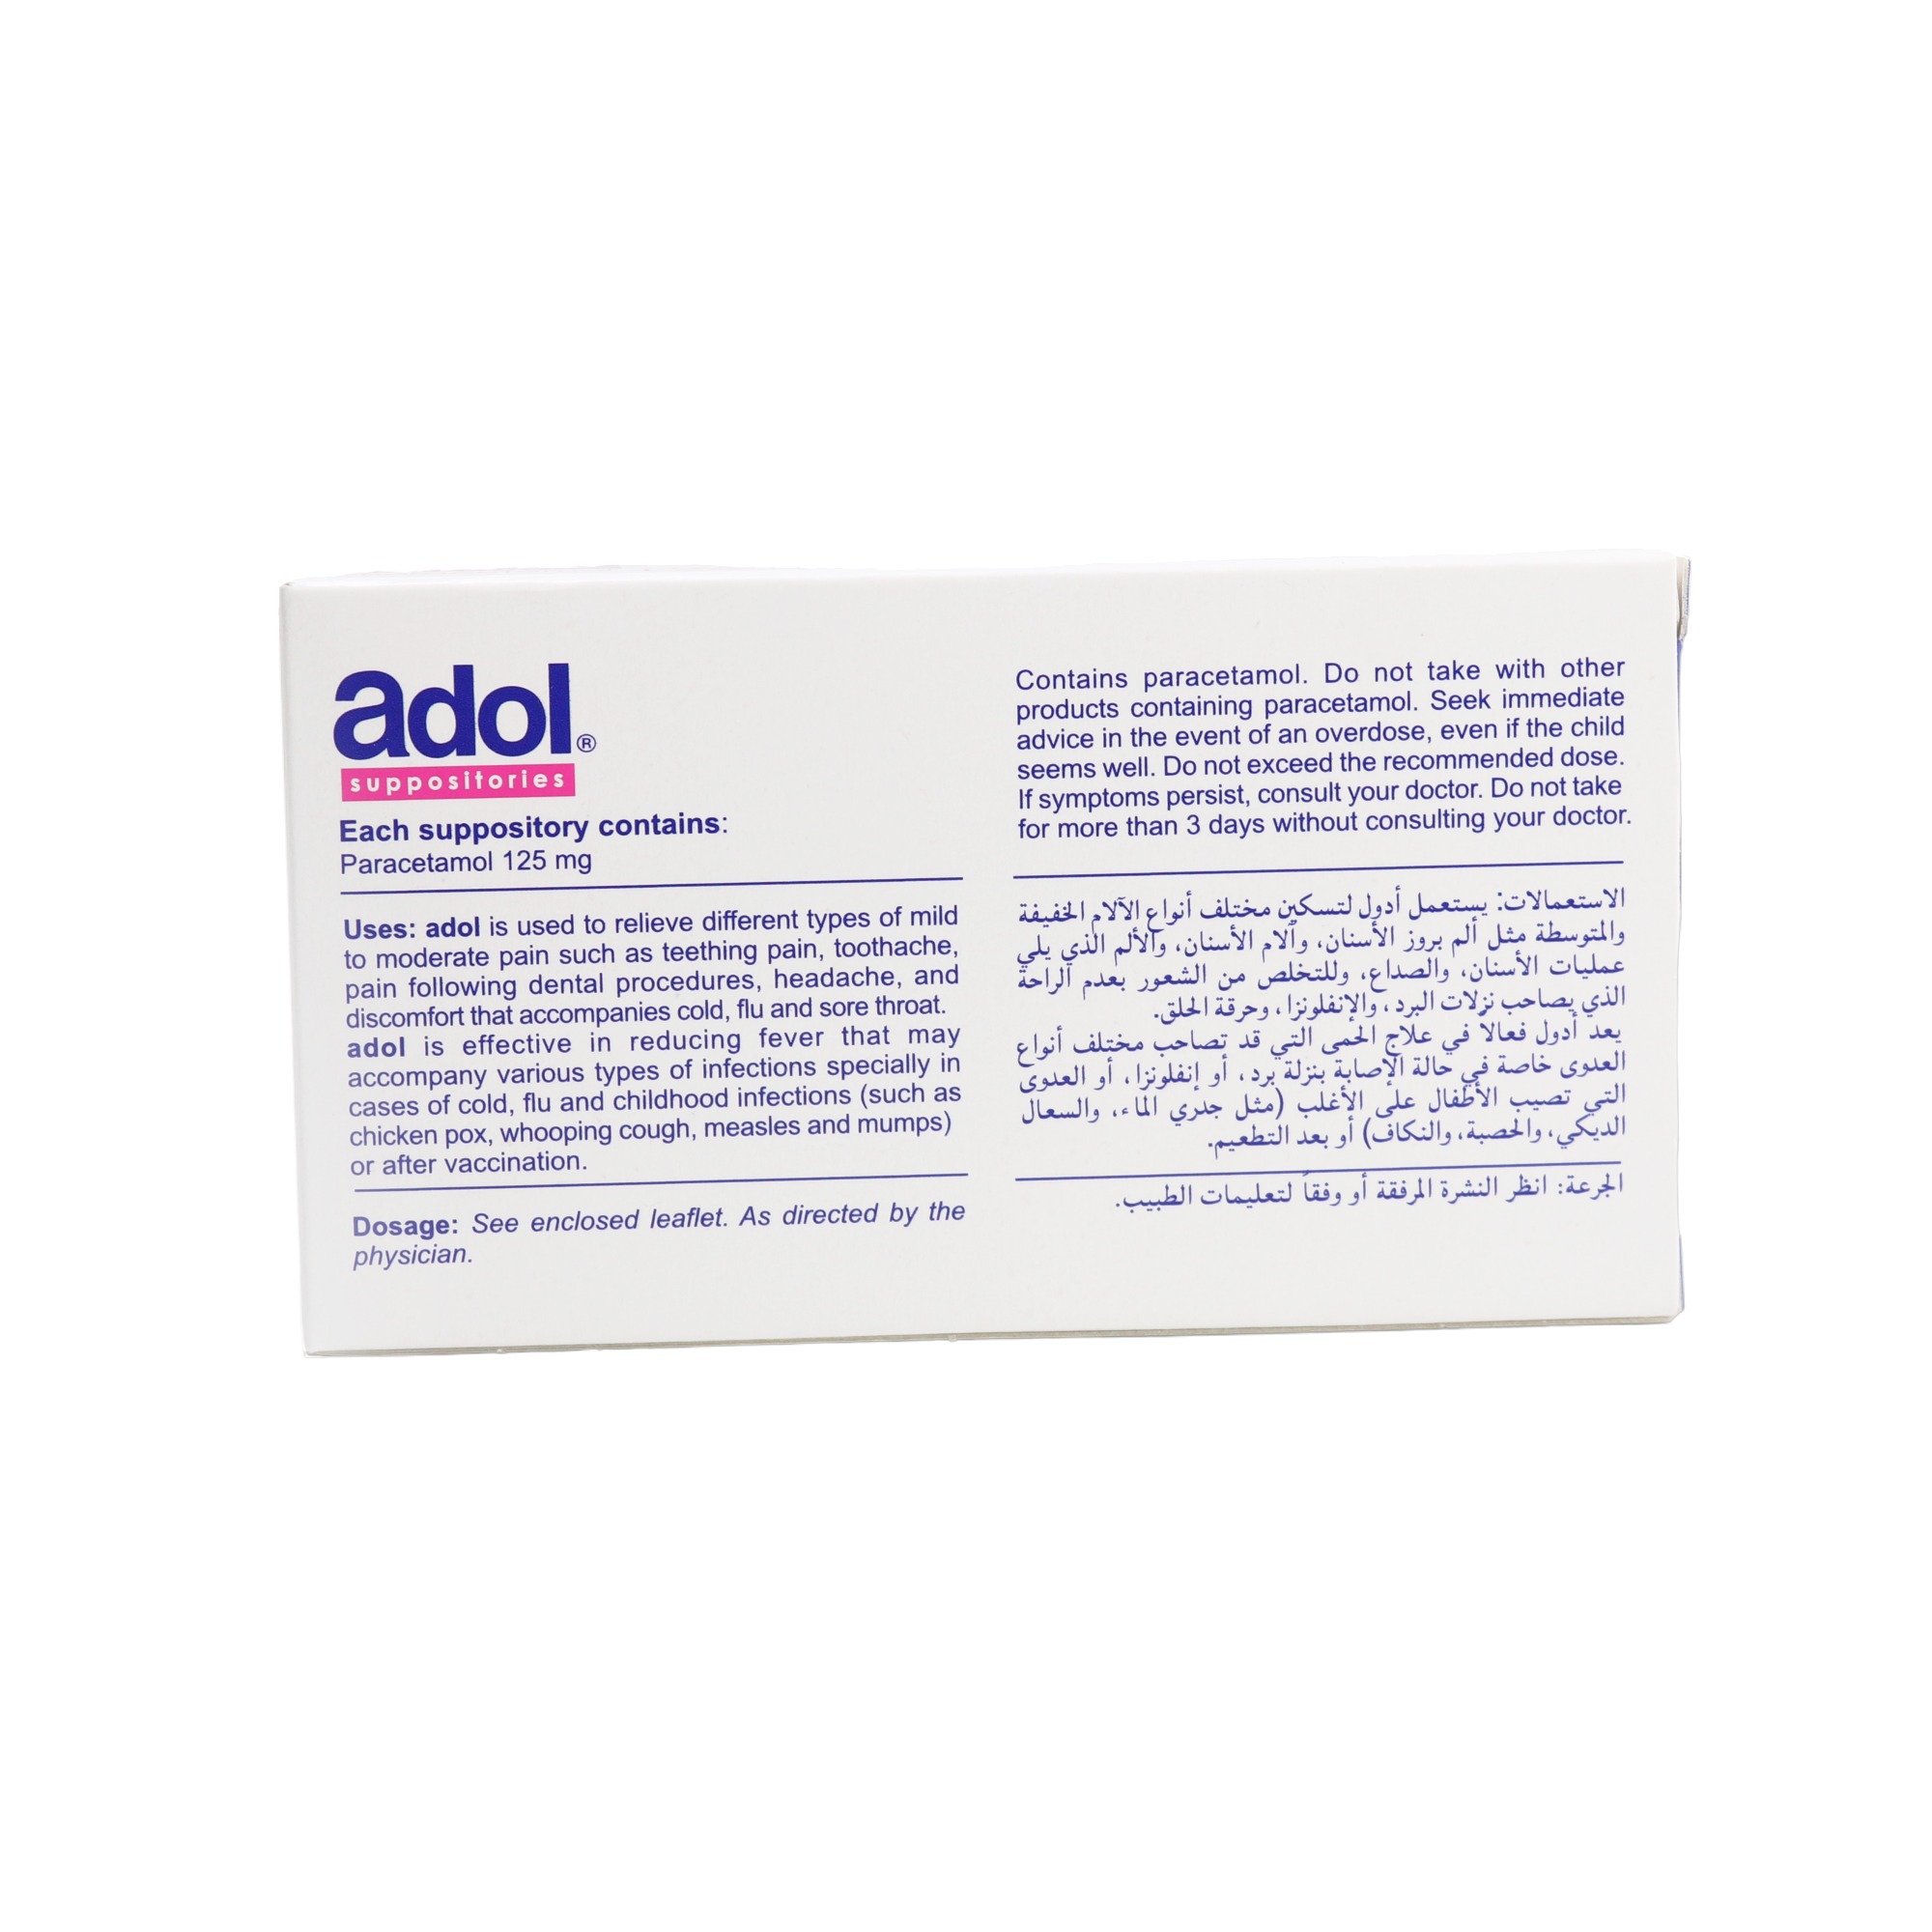 adol®
suppositories
Each suppository contains:
Paracetamol 125 mg
Uses: adol is used to relieve different types of mild
to moderate pain such as teething pain, toothache,
pain following dental procedures, headache, and
discomfort that accompanies cold, flu and sore throat.
adol is effective in reducing fever that may
accompany various types of infections specially in
cases of cold, flu and childhood infections (such as
chicken pox, whooping cough, measles and mumps)
or after vaccination.
Dosage: See enclosed leaflet. As directed by the
physician.
Contains paracetamol. Do not take with other
products containing paracetamol. Seek immediate
advice in the event of an overdose, even if the child
seems well. Do not exceed the recommended dose.
If symptoms persist, consult your doctor. Do not take
for more than 3 days without consulting your doctor.
الاستعمالات: يستعمل أدول لتسكين مختلف أنواع الآلام الخفيفة
والمتوسطة مثل ألم بروز الأسنان، وآلام الأسنان، والألم الذي يلي
عمليات الأسنان، والصداع، وللتخلص من الشعور بعدم الراحة
الذي يصاحب نزلات البرد، والإنفلونزا، وحرقة الحلق.
يعد أدول فعالاً في علاج الحمى التي قد تصاحب مختلف أنواع
العدوى خاصة في حالة الإصابة بنزلة برد، أو إنفلونزا، أو العدوى
التي تصيب الأطفال على الأغلب (مثل جدري الماء، والسعال
الديكي، والحصبة، والنكاف) أو بعد التطعيم.
الجرعة: انظر النشرة المرفقة أو وفقاً لتعليمات الطبيب.